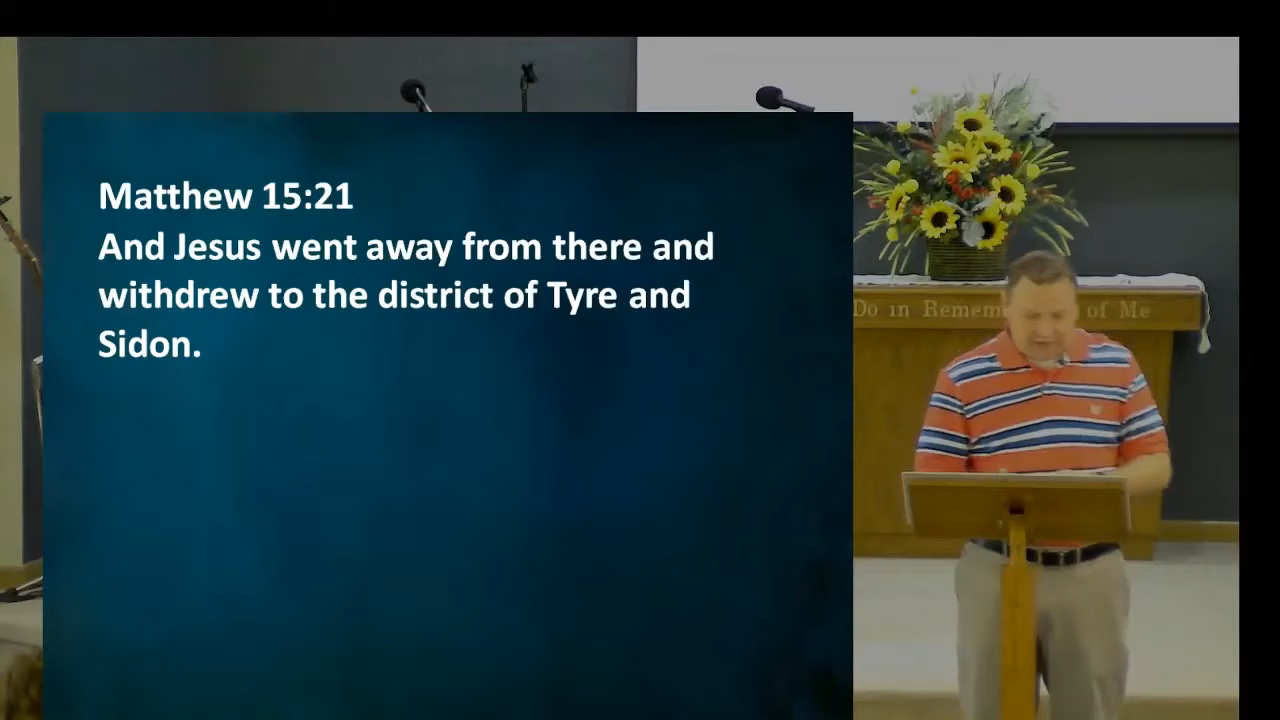 Matthew 15:21
And Jesus went away from there and
withdrew to the district of Tyre and
Sidon.
Do in Remem of Me